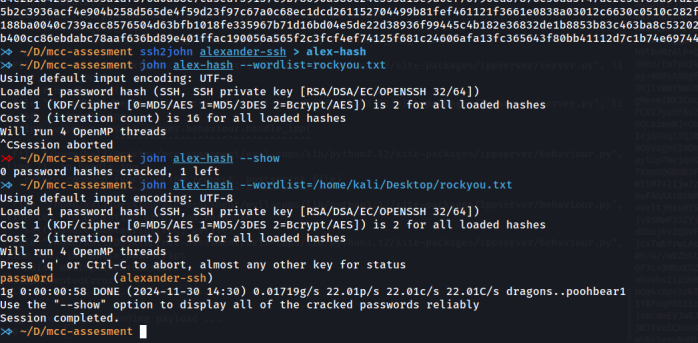 5b2c3936caf4e904b258d565de4f59d23f97c67a0c68ec1dcd261152704499b81fef461121f3661e0838a03012c6630c0510c282f
188ba0040c739acc8576504d63bfb1018fe335967b71d16bd04e5de22d38936f99445c4b182e36832de1b8853b83c463ba8c53202
b400cc86ebdabc78aaf636bd89e401ffac190056a565f2c3fcf4ef74125f681c24606afa13fc365643f80bb41112d7c1b74e69744
~/D/mcc-assesment ssh2john alexander-ssh > alex-hash
~/D/mcc-assesment john alex-hash --wordlist=rockyou.txt
Using default input encoding: UTF-8
Loaded 1 password hash (SSH, SSH private key [RSA/DSA/EC/OPENSSH 32/64])
Cost 1 (KDF/cipher [0=MD5/AES 1=MD5/3DES 2=Bcrypt/AES]) is 2 for all loaded hashes
Cost 2 (iteration count) is 16 for all loaded hashes
Will run 4 OpenMP threads
^CSession aborted
~/D/mcc-assesment john alex-hash --show
0 password hashes cracked, 1 left
~/D/mcc-assesment john alex-hash --wordlist=/home/kali/Desktop/rockyou.txt
Using default input encoding: UTF-8
Loaded 1 password hash (SSH, SSH private key [RSA/DSA/EC/OPENSSH 32/64])
Cost 1 (KDF/cipher [0=MD5/AES 1=MD5/3DES 2=Bcrypt/AES]) is 2 for all loaded hashes
Cost 2 (iteration count) is 16 for all loaded hashes
Will run 4 OpenMP threads
Press 'q' or Ctrl-C to abort, almost any other key for status
passw0rd (alexander-ssh)
1g 0:00:00:58 DONE (2024-11-30 14:30) 0.01719g/s 22.01p/s 22.01c/s 22.01C/s dragons..poohbear1
Use the "--show" option to display all of the cracked passwords reliably
Session completed.
~/D/mcc-assesment